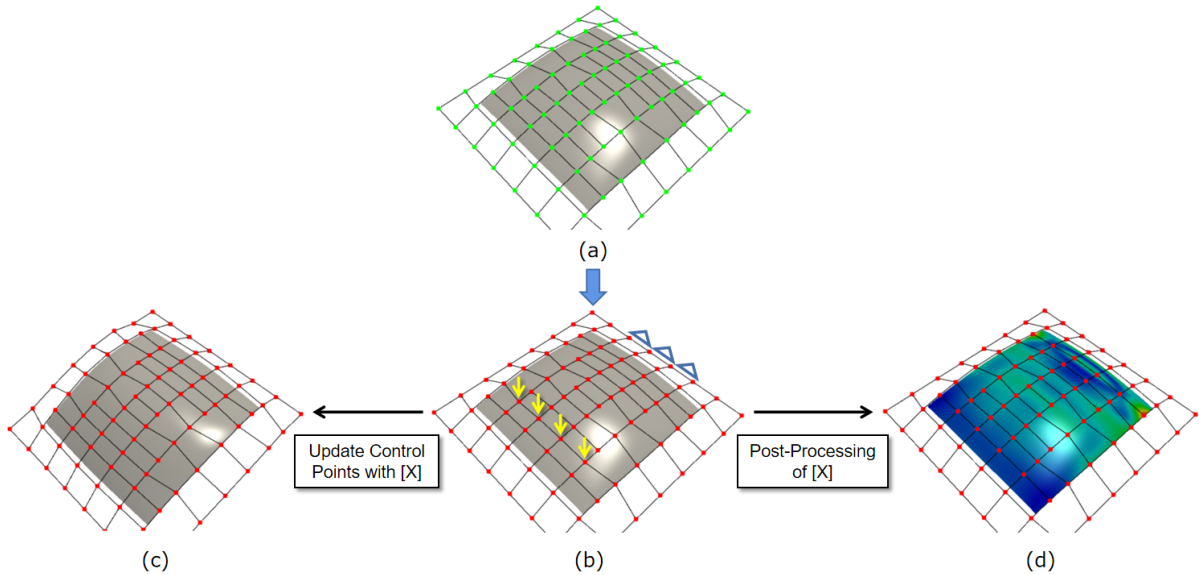 (a)
Update Control
Points with [X]
Post-Processing
of [X]
(c)
(b)
(d)